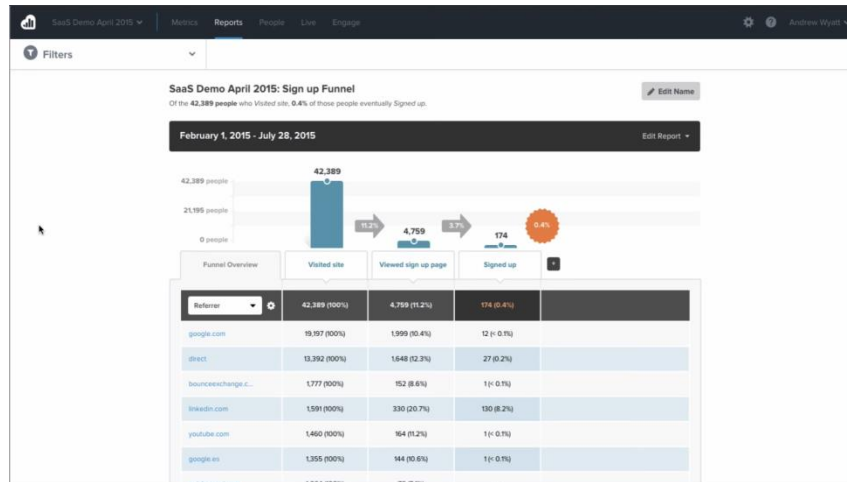 SaaS Demo April 2015
Metrics
Reports
People
Live
Engage
Andrew Wyatt
Filters
SaaS Demo April 2015: Sign up Funnel
Of the 42,389 people who Visited site, 0.4% of those people eventually Signed up.
Edit Name
February 1, 2015 - July 28, 2015
Edit Report
42,389
42,389 people
21,195 people
0 people
11.2%
4,759
3.7%
174
0.4%
Funnel Overview
Visited site
Viewed sign up page
Signed up
+
Referrer
42,389 (100%)
4,759 (11.2%)
174 (0.4%)
google.com
19,197 (100%)
1,999 (10.4%)
12 (< 0.1%)
direct
13,392 (100%)
1,648 (12.3%)
27 (0.2%)
bounceexchange.c...
1,777 (100%)
152 (8.6%)
1 (< 0.1%)
linkedin.com
1,591 (100%)
330 (20.7%)
130 (8.2%)
youtube.com
1,460 (100%)
164 (11.2%)
1 (< 0.1%)
google.es
1,355 (100%)
144 (10.6%)
1 (< 0.1%)